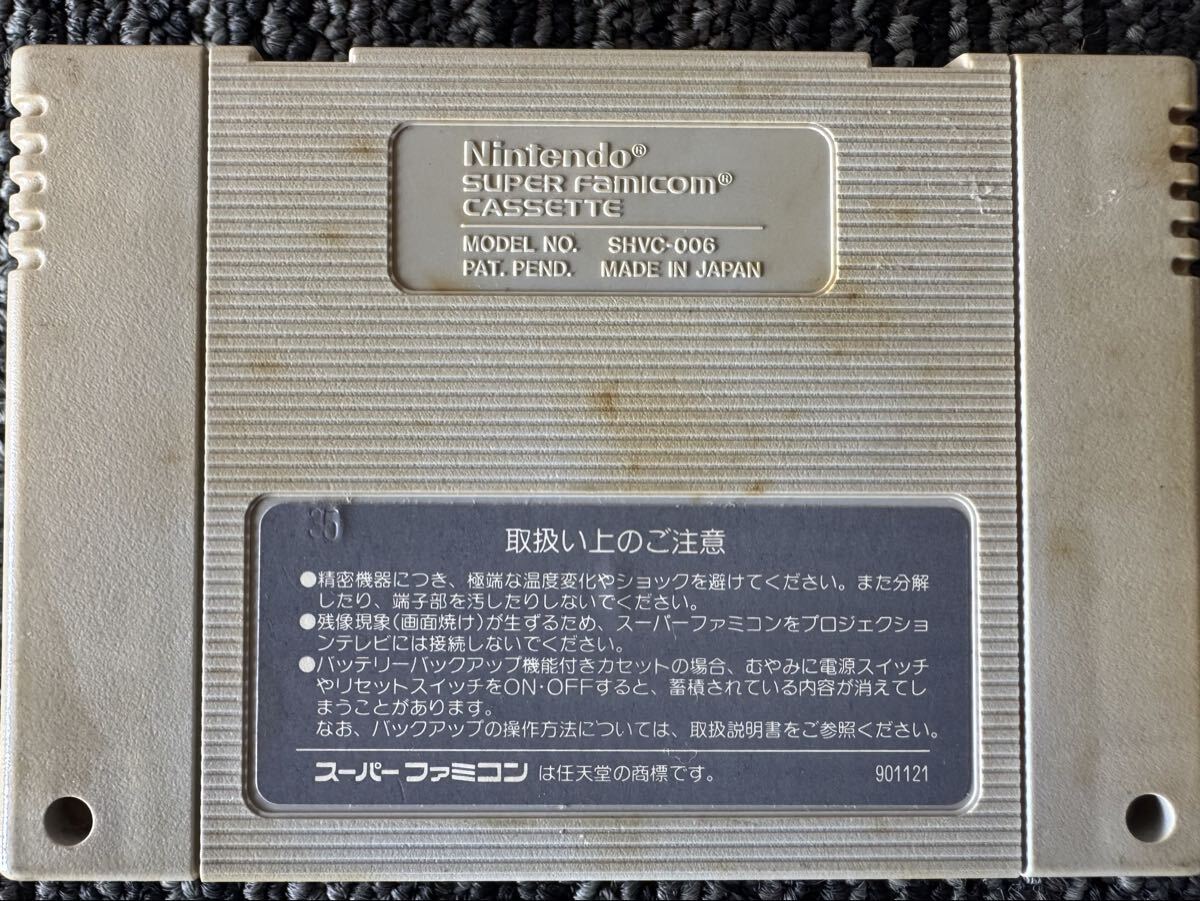 Nintendo®
SUPER FAMICOM®
CASSETTE
MODEL NO. SHVC-006
PAT. PEND. MADE IN JAPAN
35
取扱い上のご注意
●精密機器につき、極端な温度変化やショックを避けてください。また分解
したり、端子部を汚したりしないでください。
●残像現象(画面焼け)が生ずるため、スーパーファミコンをプロジェクショ
ンテレビには接続しないでください。
●バッテリーバックアップ機能付きカセットの場合、むやみに電源スイッチ
やリセットスイッチをON・OFFすると、蓄積されている内容が消えてし
まうことがあります。
なお、バックアップの操作方法については、取扱説明書をご参照ください。
スーパーファミコン は任天堂の商標です。 901121